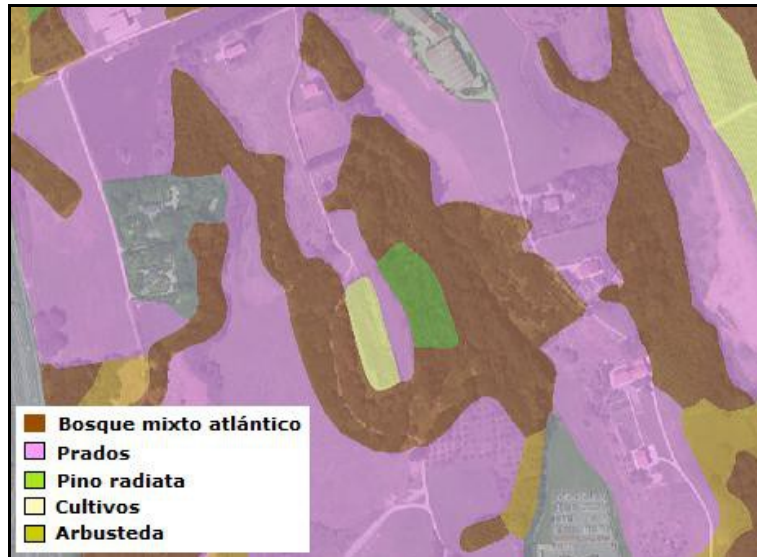 Bosque mixto atlántico
Prados
Pino radiata
Cultivos
Arbusteda